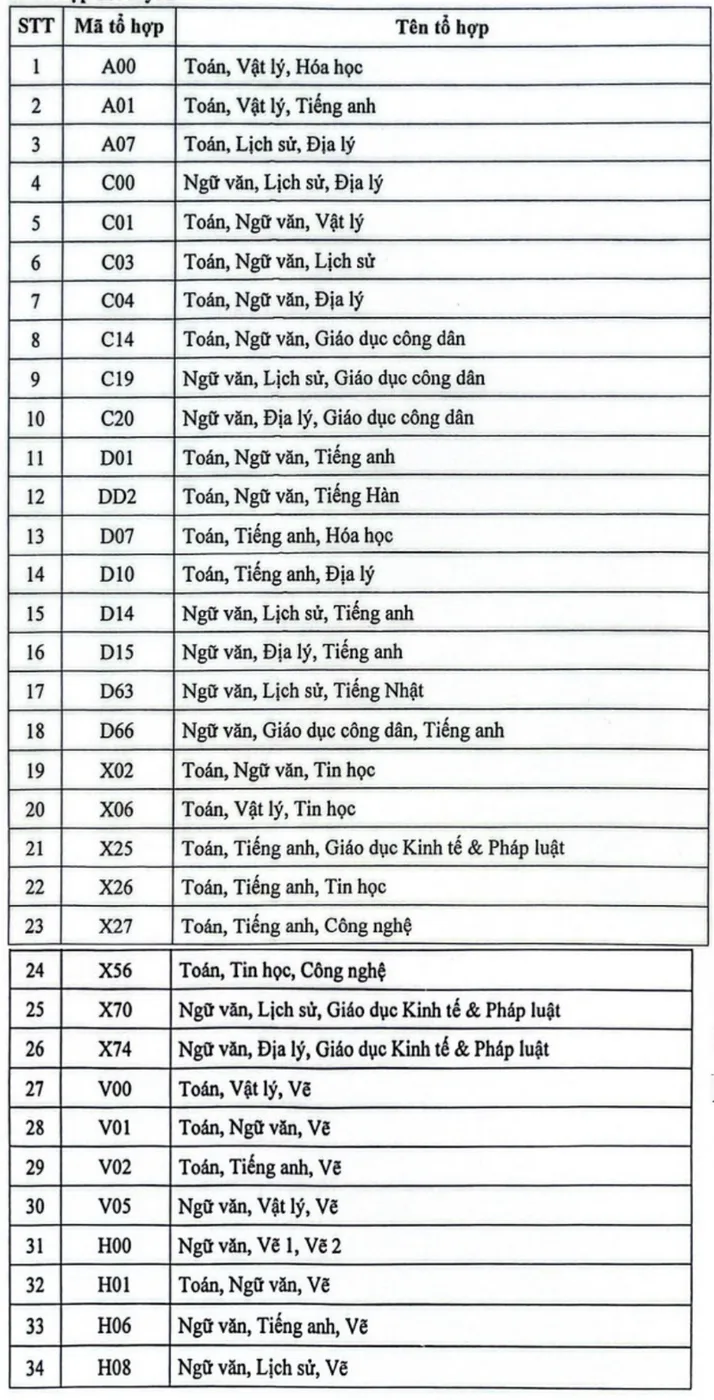 STT Mã tổ hợp Tên tổ hợp
1 A00 Toán, Vật lý, Hóa học
2 A01 Toán, Vật lý, Tiếng anh
3 A07 Toán, Lịch sử, Địa lý
4 C00 Ngữ văn, Lịch sử, Địa lý
5 C01 Toán, Ngữ văn, Vật lý
6 C03 Toán, Ngữ văn, Lịch sử
7 C04 Toán, Ngữ văn, Địa lý
8 C14 Toán, Ngữ văn, Giáo dục công dân
9 C19 Ngữ văn, Lịch sử, Giáo dục công dân
10 C20 Ngữ văn, Địa lý, Giáo dục công dân
11 D01 Toán, Ngữ văn, Tiếng anh
12 DD2 Toán, Ngữ văn, Tiếng Hàn
13 D07 Toán, Tiếng anh, Hóa học
14 D10 Toán, Tiếng anh, Địa lý
15 D14 Ngữ văn, Lịch sử, Tiếng anh
16 D15 Ngữ văn, Địa lý, Tiếng anh
17 D63 Ngữ văn, Lịch sử, Tiếng Nhật
18 D66 Ngữ văn, Giáo dục công dân, Tiếng anh
19 X02 Toán, Ngữ văn, Tin học
20 X06 Toán, Vật lý, Tin học
21 X25 Toán, Tiếng anh, Giáo dục Kinh tế & Pháp luật
22 X26 Toán, Tiếng anh, Tin học
23 X27 Toán, Tiếng anh, Công nghệ
24 X56 Toán, Tin học, Công nghệ
25 X70 Ngữ văn, Lịch sử, Giáo dục Kinh tế & Pháp luật
26 X74 Ngữ văn, Địa lý, Giáo dục Kinh tế & Pháp luật
27 V00 Toán, Vật lý, Vẽ
28 V01 Toán, Ngữ văn, Vẽ
29 V02 Toán, Tiếng anh, Vẽ
30 V05 Ngữ văn, Vật lý, Vẽ
31 H00 Ngữ văn, Vẽ 1, Vẽ 2
32 H01 Toán, Ngữ văn, Vẽ
33 H06 Ngữ văn, Tiếng anh, Vẽ
34 H08 Ngữ văn, Lịch sử, Vẽ